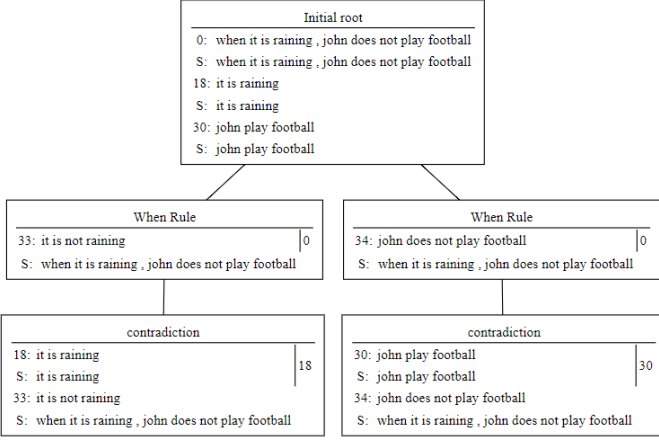 Initial root
0: when it is raining , john does not play football
S: when it is raining , john does not play football
18: it is raining
S: it is raining
30: john play football
S: john play football
When Rule
33: it is not raining 0
S: when it is raining , john does not play football
When Rule
34: john does not play football 0
S: when it is raining , john does not play football
contradiction
18: it is raining
18
S: it is raining
33: it is not raining
S: when it is raining , john does not play football
contradiction
30: john play football
30
S: john play football
34: john does not play football
S: when it is raining , john does not play football